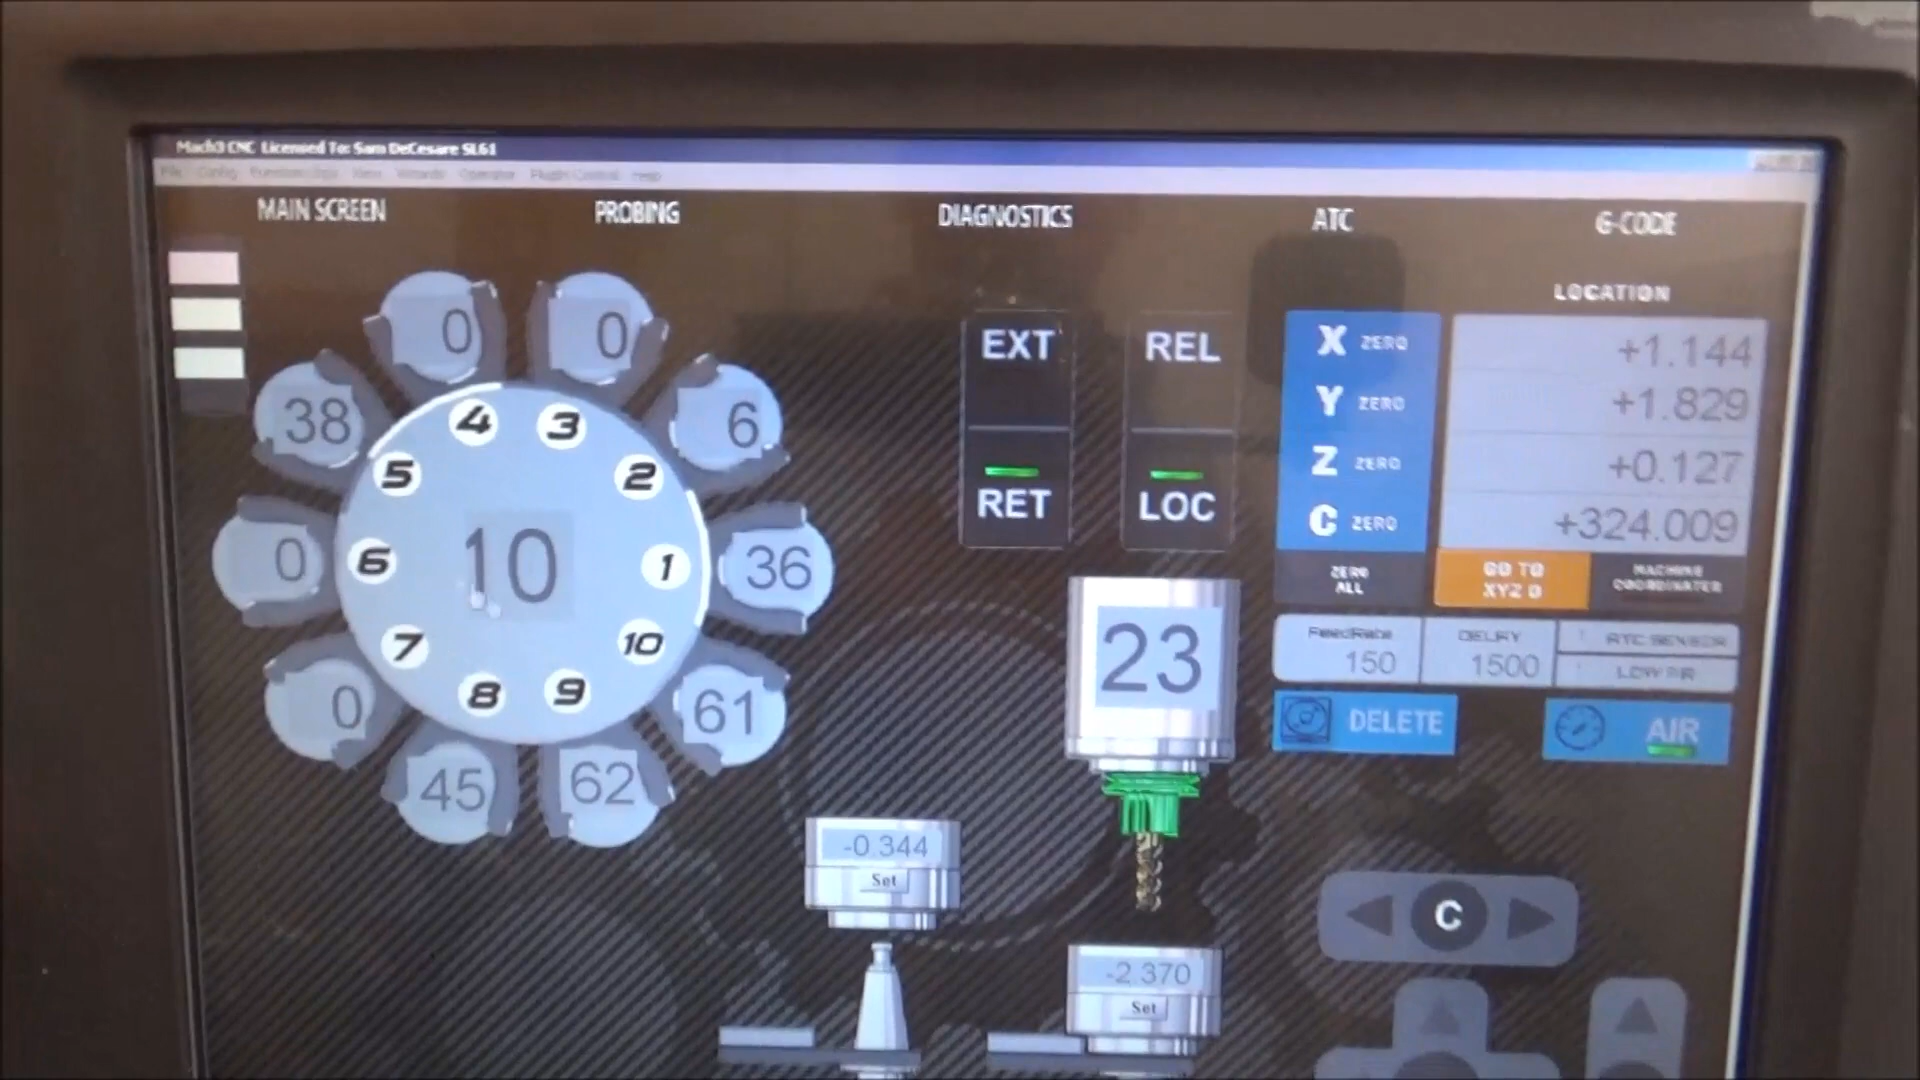 Mach3 CNC Licensed To: Sam DeCesare SL61
File Config Function Cfgs View Wizards Operator PlugIn Control Help
MAIN SCREEN PROBING DIAGNOSTICS ATC G-CODE
LOCATION
0 0
38 6
4 3
5 2
0 6 10 1 36
7 10
8 9
0 61
45 62
EXT REL
RET LOC
X ZERO +1.144
Y ZERO +1.829
Z ZERO +0.127
C ZERO +324.009
ZERO ALL
GO TO XYZ 0
MACHINE COORDINATES
23
FeedRate 150
DELAY 1500
ATC SENSOR
LOW AIR
DELETE AIR
-0.344
Set
C
-2.370
Set